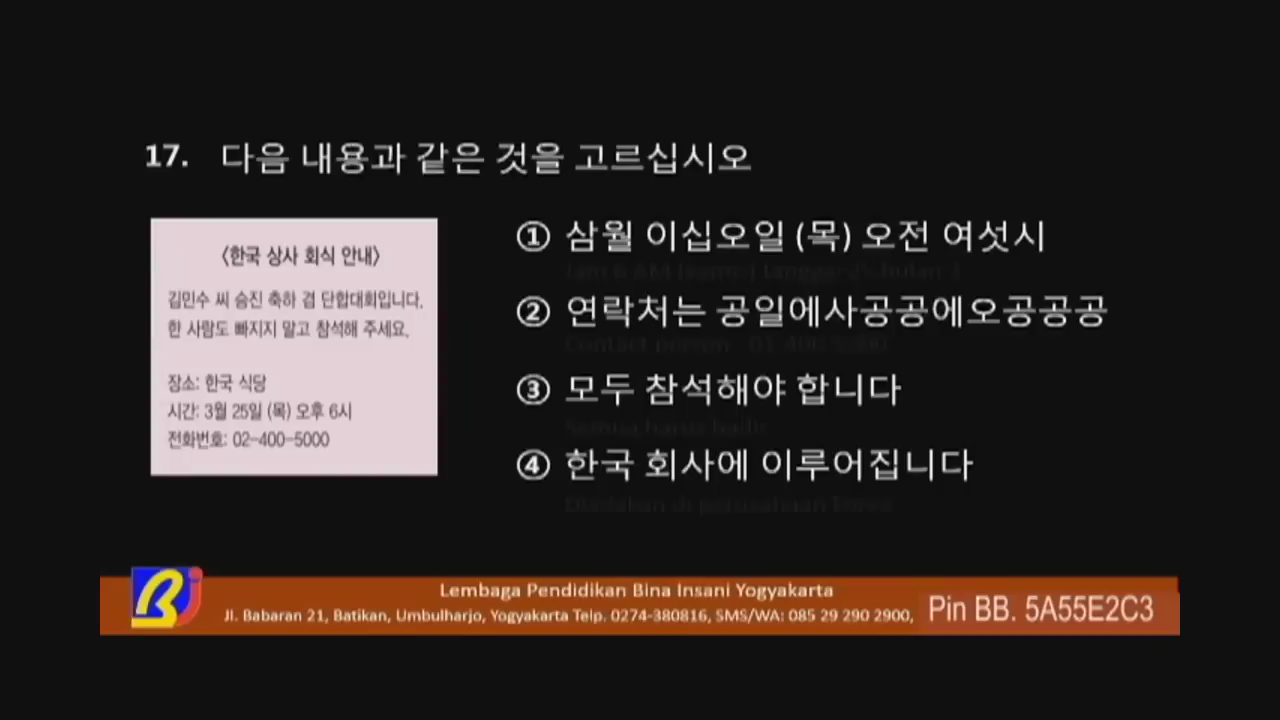 17. 다음 내용과 같은 것을 고르십시오
〈한국 상사 회식 안내〉
김민수 씨 승진 축하 겸 단합대회입니다.
한 사람도 빠지지 말고 참석해 주세요.
장소: 한국 식당
시간: 3월 25일 (목) 오후 6시
전화번호: 02-400-5000
① 삼월 이십오일 (목) 오전 여섯시
② 연락처는 공일에사공공에오공공공
③ 모두 참석해야 합니다
④ 한국 회사에 이루어집니다
Lembaga Pendidikan Bina Insani Yogyakarta
Jl. Babaran 21, Batikan, Umbulharjo, Yogyakarta Telp. 0274-380816, SMS/WA: 085 29 290 2900,
Pin BB. 5A55E2C3